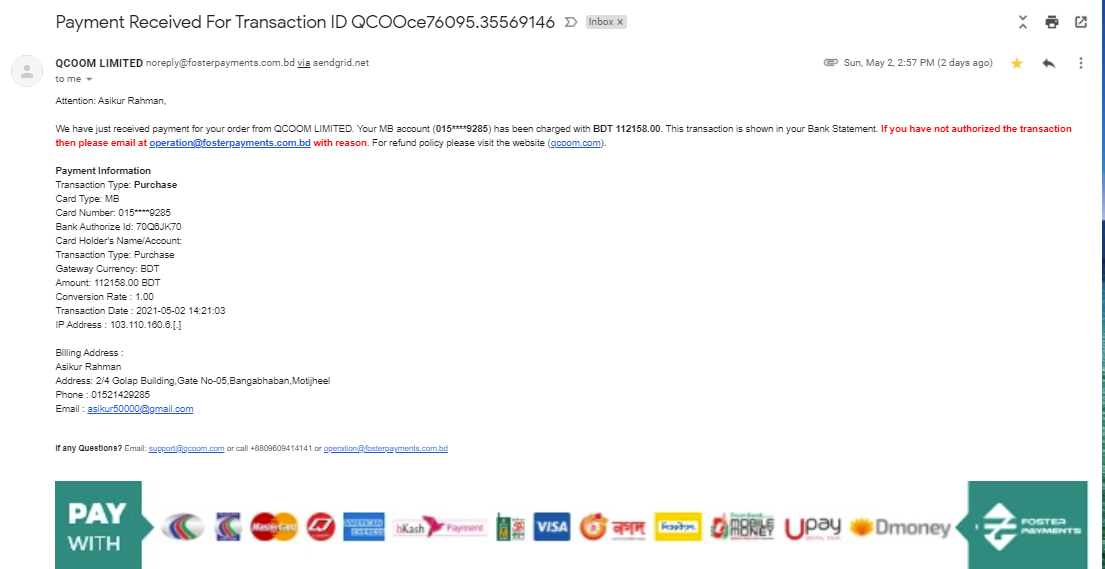 Payment Received For Transaction ID QCOOce76095.35569146 Inbox x
QCOOM LIMITED noreply@fosterpayments.com.bd via sendgrid.net Sun, May 2, 2:57 PM (2 days ago)
to me
Attention: Asikur Rahman,
We have just received payment for your order from QCOOM LIMITED. Your MB account (015****9285) has been charged with BDT 112158.00. This transaction is shown in your Bank Statement. If you have not authorized the transaction
then please email at operation@fosterpayments.com.bd with reason. For refund policy please visit the website (qcoom.com).
Payment Information
Transaction Type: Purchase
Card Type: MB
Card Number: 015****9285
Bank Authorize Id: 70Q6JK70
Card Holder's Name/Account:
Transaction Type: Purchase
Gateway Currency: BDT
Amount: 112158.00 BDT
Conversion Rate : 1.00
Transaction Date : 2021-05-02 14:21:03
IP Address : 103.110.160.6.[.]
Billing Address :
Asikur Rahman
Address: 2/4 Golap Building,Gate No-05,Bangabhaban,Motijheel
Phone : 01521429285
Email : asikur50000@gmail.com
If any Questions? Email: support@qcoom.com or call +8809609414141 or operation@fosterpayments.com.bd
PAY
WITH
MasterCard
AMERICAN
EXPRESS
bKash Payment
VISA
নগদ
MOBILE
MONEY
Upay
Dmoney
FOSTER
PAYMENTS